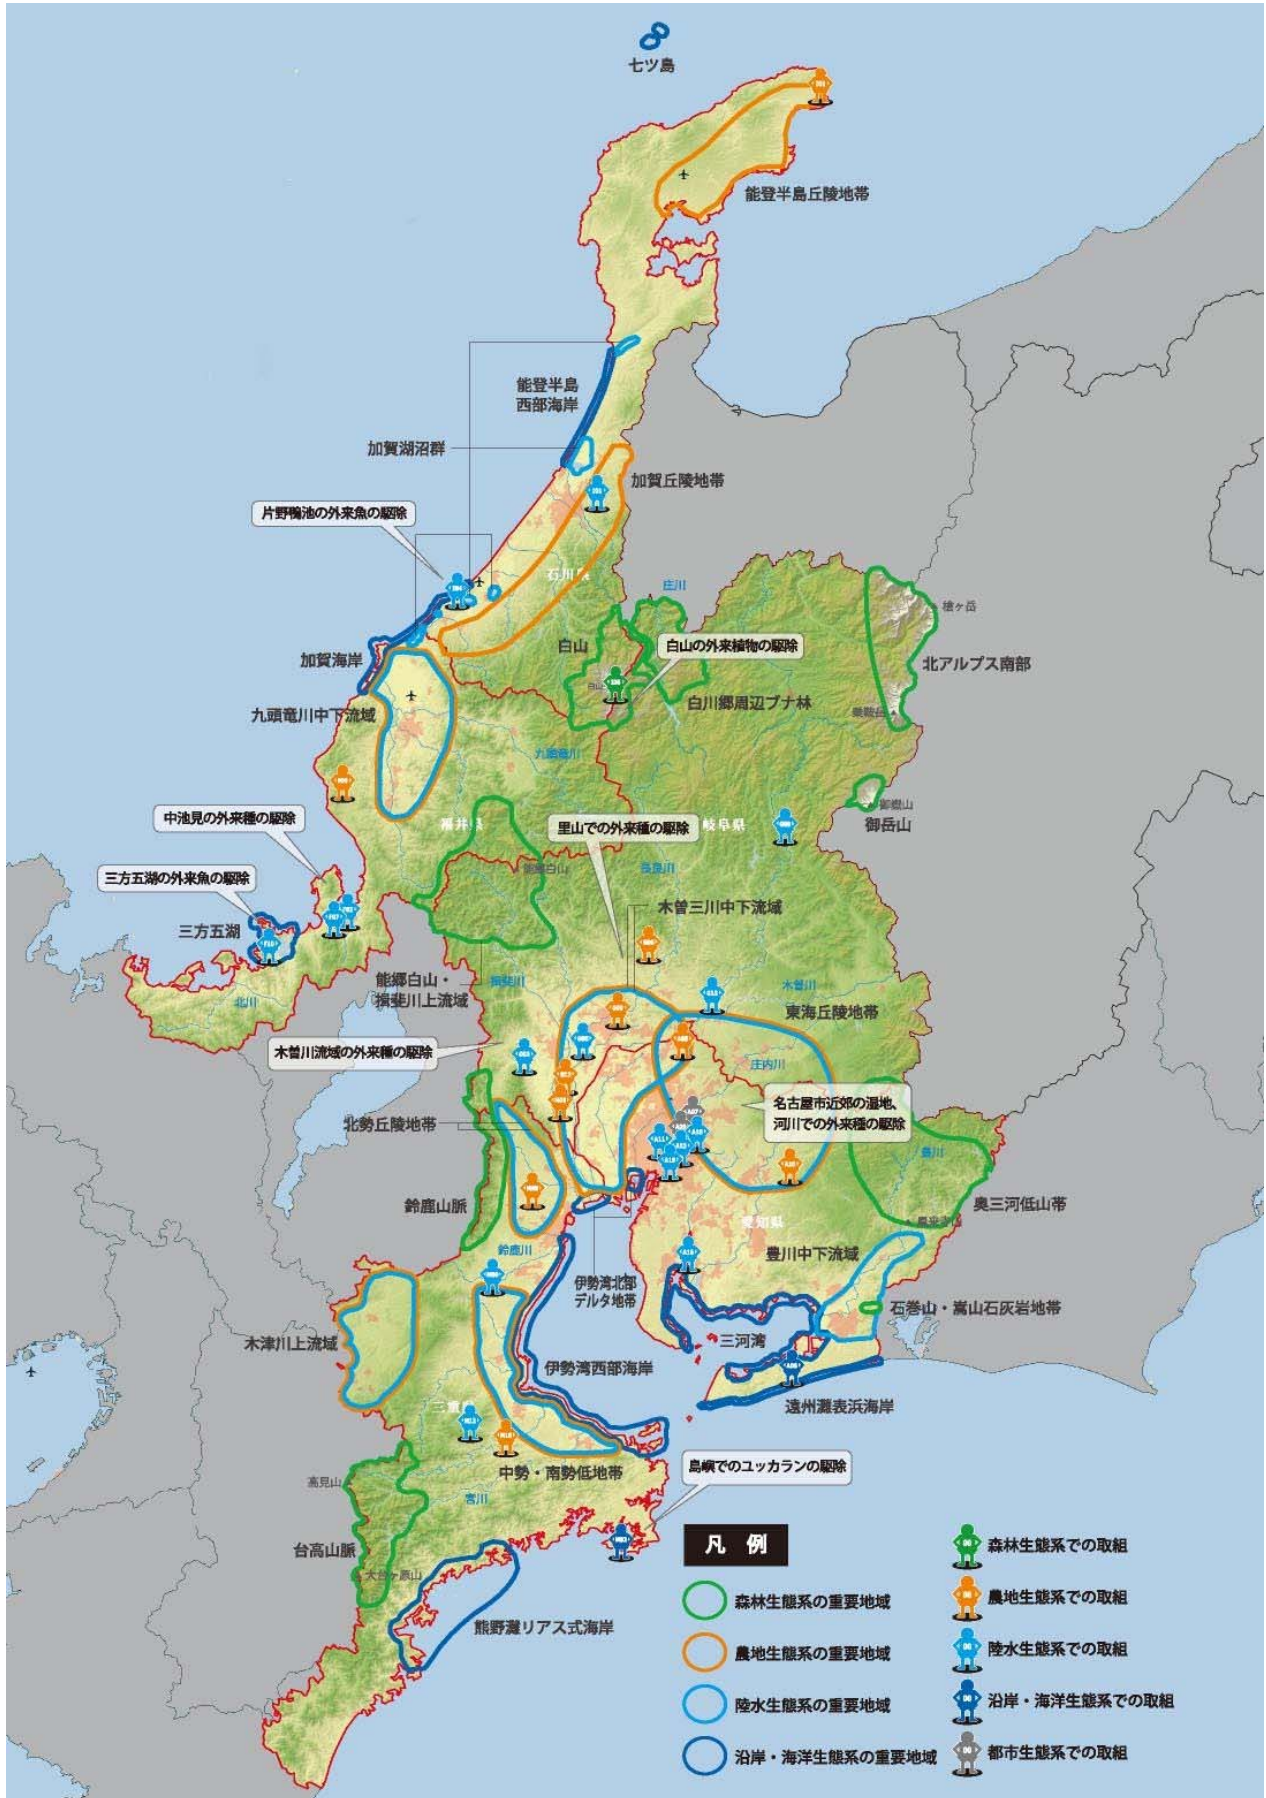 七ツ島
能登半島丘陵地帯
能登半島
西部海岸
加賀湖沼群
加賀丘陵地帯
片野鴨池の外来魚の駆除
石川県
庄川
槍ヶ岳
加賀海岸
白山
白山の外来植物の駆除
北アルプス南部
白山
白川郷周辺ブナ林
乗鞍岳
九頭竜川中下流域
九頭竜川
中池見の外来種の駆除
福井県
里山での外来種の駆除
岐阜県
御嶽山
御岳山
能郷白山
長良川
三方五湖の外来魚の駆除
三方五湖
木曽三川中下流域
能郷白山・
揖斐川上流域
揖斐川
木曽川
北川
東海丘陵地帯
木曽川流域の外来種の駆除
庄内川
名古屋市近郊の湿地、
河川での外来種の駆除
北勢丘陵地帯
豊川
鈴鹿山脈
奥三河低山帯
愛知県
鈴鹿川
豊川中下流域
伊勢湾北部
デルタ地帯
石巻山・嵩山石灰岩地帯
木津川上流域
三河湾
伊勢湾西部海岸
遠州灘表浜海岸
三重
中勢・南勢低地帯
島嶼でのユッカランの駆除
高見山
宮川
台高山脈
大台ヶ原山
熊野灘リアス式海岸
凡 例
森林生態系の重要地域
農地生態系の重要地域
陸水生態系の重要地域
沿岸・海洋生態系の重要地域
森林生態系での取組
農地生態系での取組
陸水生態系での取組
沿岸・海洋生態系での取組
都市生態系での取組